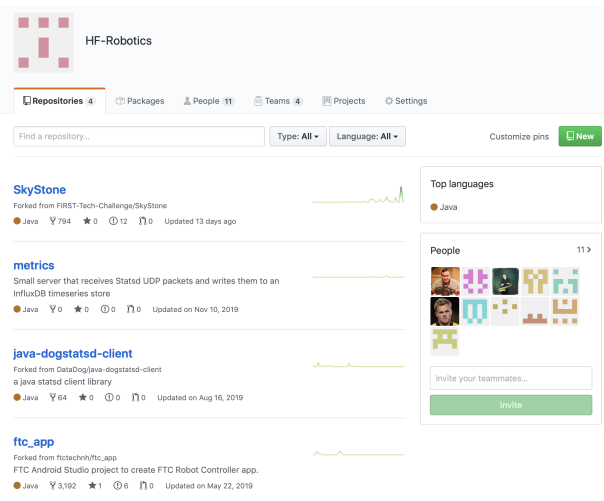 HF-Robotics
Repositories 4
Packages
People 11
Teams 4
Projects
Settings
Find a repository...
Type: All
Language: All
Customize pins
New
SkyStone
Forked from FIRST-Tech-Challenge/SkyStone
Java 794 0 12 0 Updated 13 days ago
metrics
Small server that receives Statsd UDP packets and writes them to an
InfluxDB timeseries store
Java 0 0 0 0 Updated on Nov 10, 2019
java-dogstatsd-client
Forked from DataDog/java-dogstatsd-client
a java statsd client library
Java 64 0 0 0 Updated on Aug 16, 2019
ftc_app
Forked from ftctechnh/ftc_app
FTC Android Studio project to create FTC Robot Controller app.
Java 3,192 1 6 0 Updated on May 22, 2019
Top languages
Java
People 11 >
Invite your teammates...
Invite